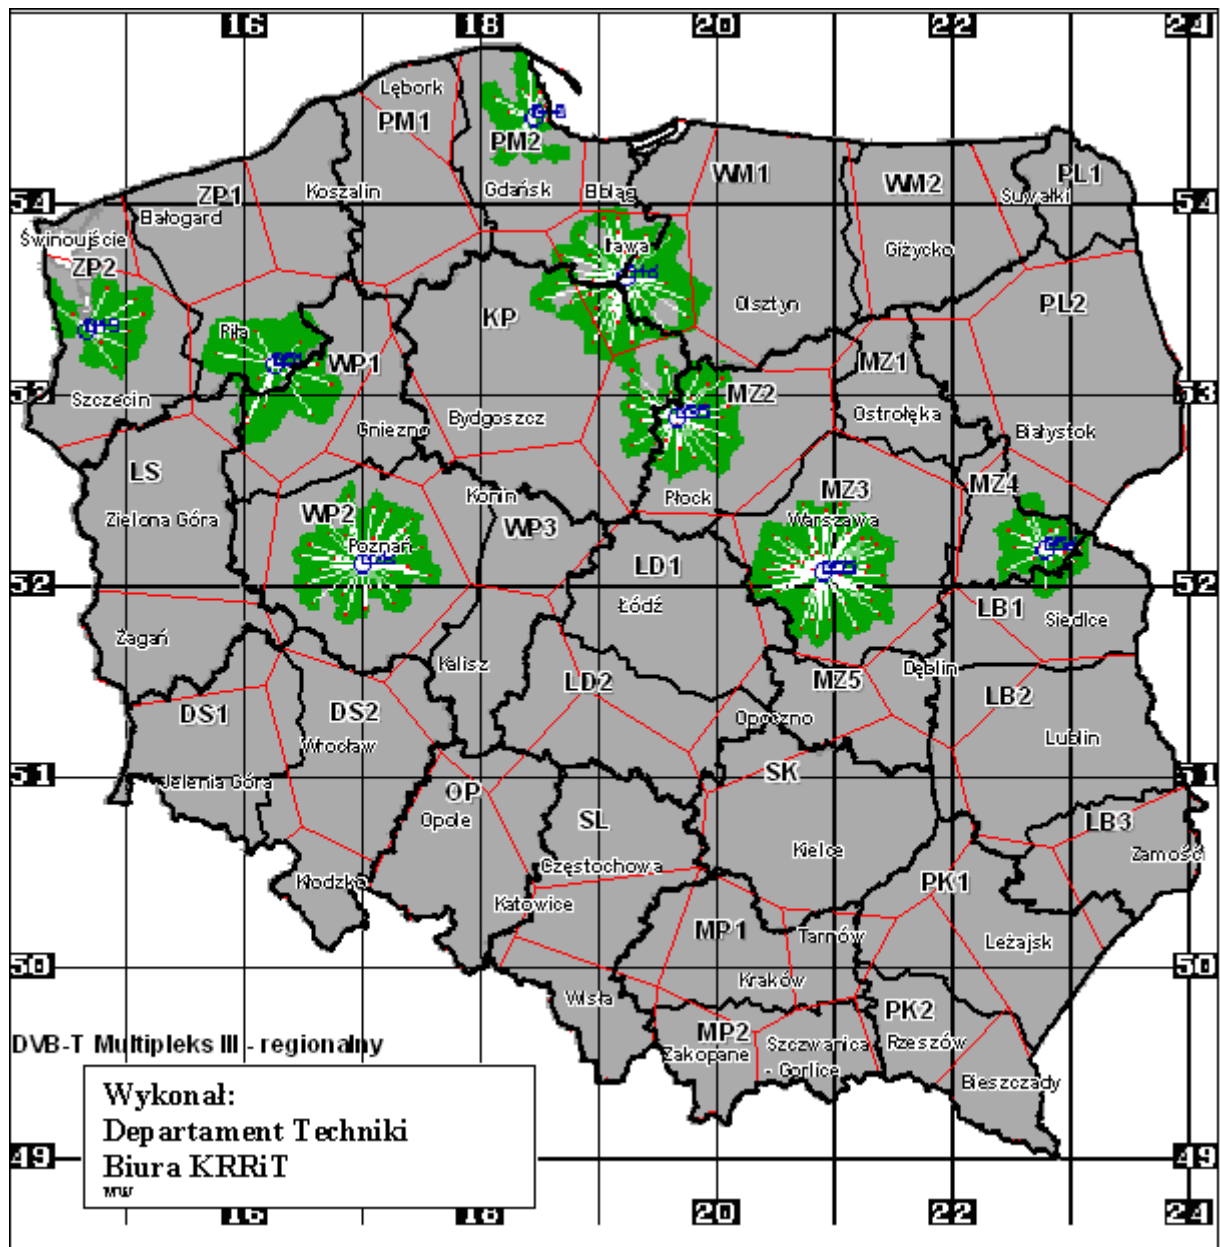 16 18 20 22 24
Lębork
PM1
PM2
Gdańsk
Elbląg
WM1
WM2
PL1
Suwałki
54 54
ZP1
Koszalin
Białogard
Świnoujście
ZP2
Iława
Giżycko
Olsztyn
KP
PL2
Piła
WP1
MZ1
MZ2
53 53
Szczecin
Bydgoszcz
Gniezno
Ostrołęka
Białystok
LS
Zielona Góra
Konin
Płock
MZ3
MZ4
WP2
WP3
Warszawa
Poznań
LD1
52 52
Łódź
LB1
Siedlce
Żagań
Kalisz
Dęblin
LD2
MZ5
LB2
DS1
DS2
Opoczno
Wrocław
Lublin
51 51
Jelenia Góra
OP
SK
Opole
SL
LB3
Kielce
Zamość
Częstochowa
Kłodzko
Katowice
PK1
MP1
Tarnów
Leżajsk
50 50
Kraków
Wisła
PK2
MP2
Rzeszów
Zakopane
Szczwanica
- Gorlice
Bieszczady
DVB-T Multipleks III - regionalny
Wykonał:
Departament Techniki
Biura KRRiT
MW
49 49
16 18 20 22 24